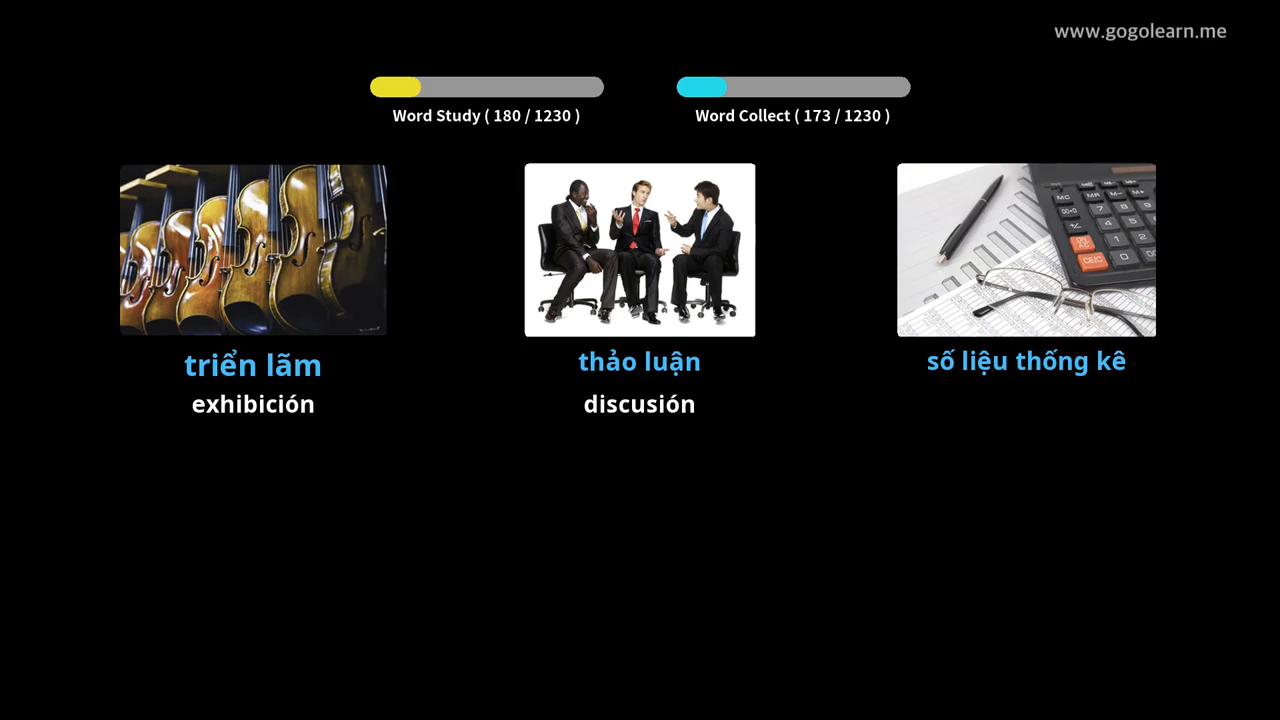 www.gogolearn.me
Word Study ( 180 / 1230 )
Word Collect ( 173 / 1230 )
triển lãm
exhibición
thảo luận
discusión
số liệu thống kê